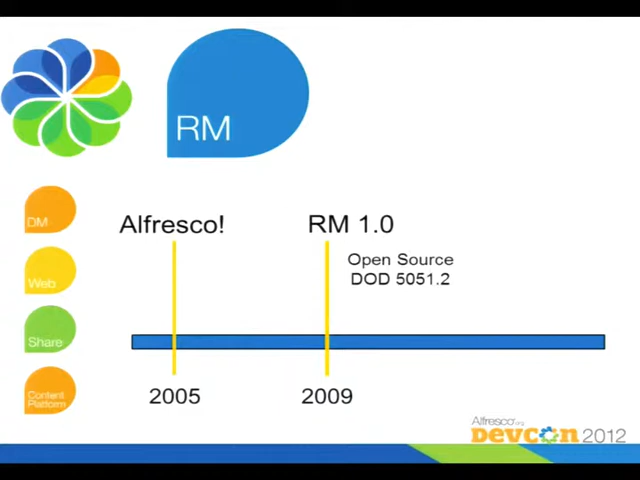 RM
DM
Web
Share
Content
Platform
Alfresco!
RM 1.0
Open Source
DOD 5051.2
2005
2009
Alfresco.org
Devcon 2012